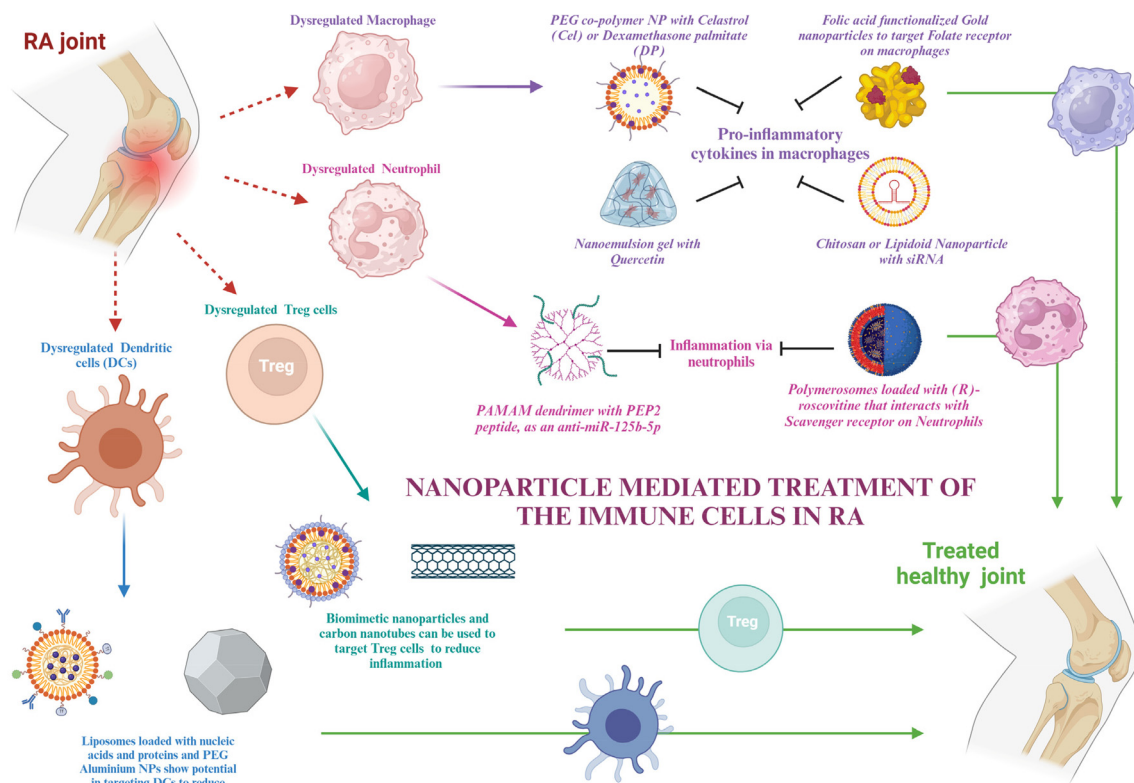 RA joint
Dysregulated Macrophage
PEG co-polymer NP with Celastrol
(Cel) or Dexamethasone palmitate
(DP)
Folic acid functionalized Gold
nanoparticles to target Folate receptor
on macrophages
Pro-inflammatory
cytokines in macrophages
Dysregulated Neutrophil
Nanoemulsion gel with
Quercetin
Chitosan or Lipidoid Nanoparticle
with siRNA
Dysregulated Treg cells
Treg
Dysregulated Dendritic
cells (DCs)
Inflammation via
neutrophils
PAMAM dendrimer with PEP2
peptide, as an anti-miR-125b-5p
Polymerosomes loaded with (R)-
roscovitine that interacts with
Scavenger receptor on Neutrophils
NANOPARTICLE MEDIATED TREATMENT OF
THE IMMUNE CELLS IN RA
Treated
healthy joint
Biomimetic nanoparticles and
carbon nanotubes can be used to
target Treg cells to reduce
inflammation
Treg
Liposomes loaded with nucleic
acids and proteins and PEG
Aluminium NPs show potential
in targeting DCs to reduce